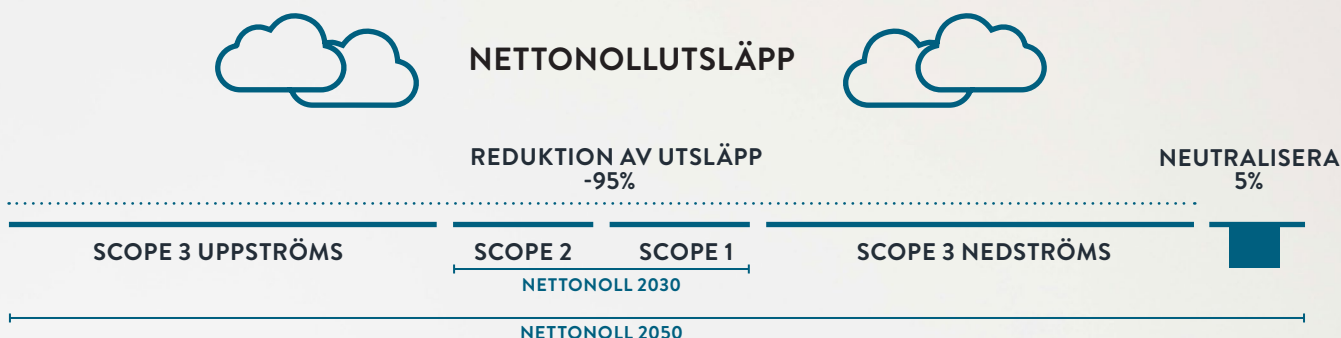 NETTONOLLUTSLÄPP
REDUKTION AV UTSLÄPP
-95%
NEUTRALISERA
5%
SCOPE 3 UPPSTRÖMS
SCOPE 2
SCOPE 1
SCOPE 3 NEDSTRÖMS
NETTONOLL 2030
NETTONOLL 2050